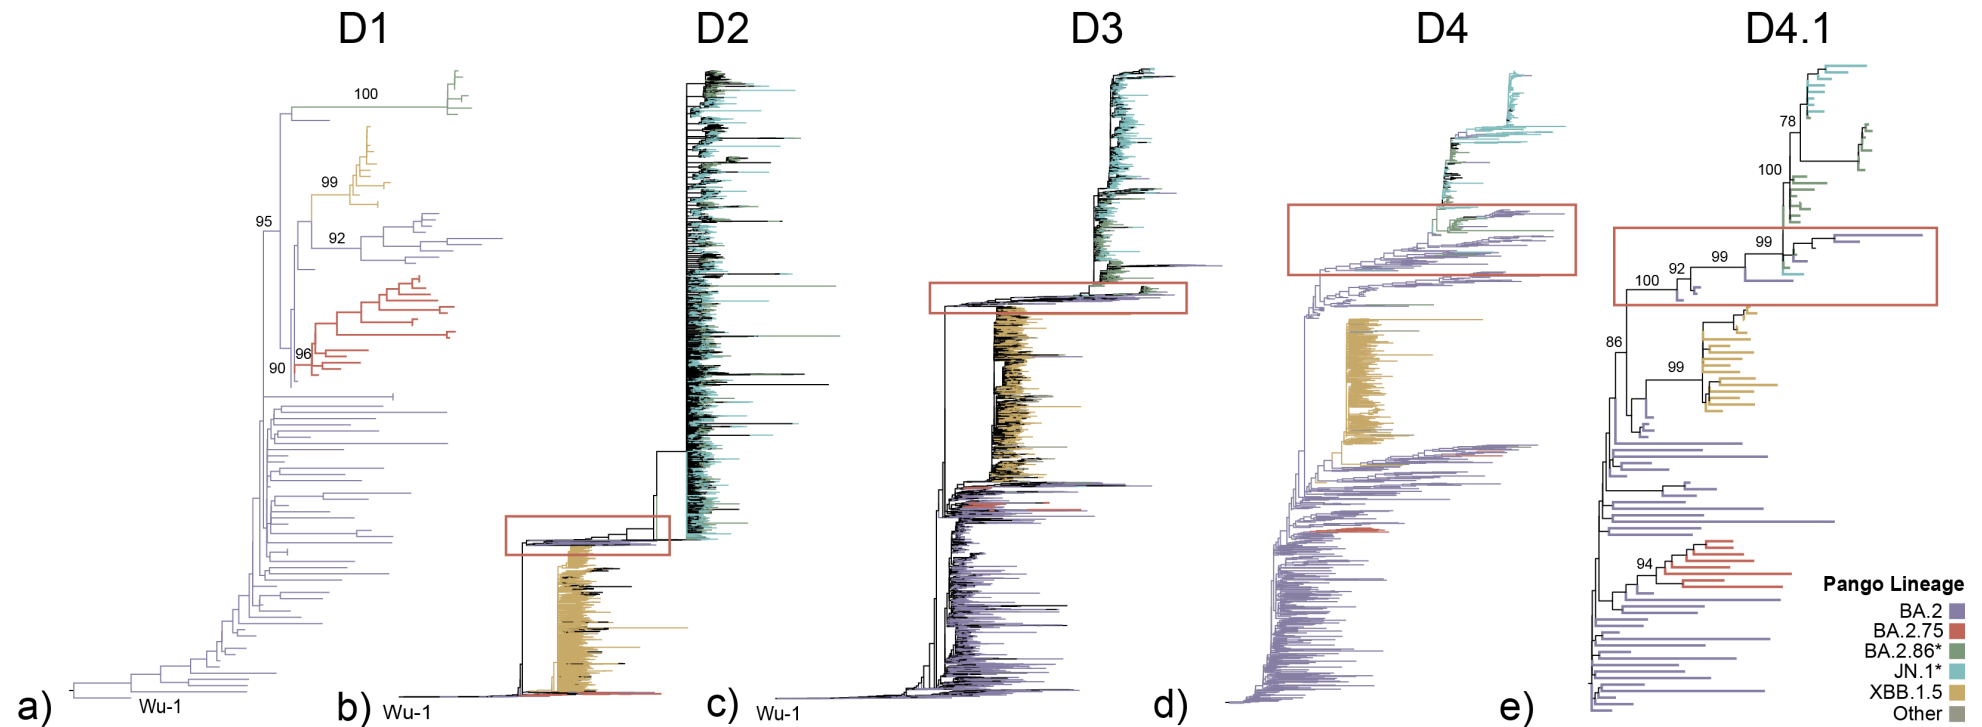 D1
D2
D3
D4
D4.1
100
99
95
92
96
90
Wu-1
a)
Wu-1
b)
Wu-1
c)
d)
78
100
99
99
92
100
86
99
94
e)
Pango Lineage
BA.2
BA.2.75
BA.2.86*
JN.1*
XBB.1.5
Other